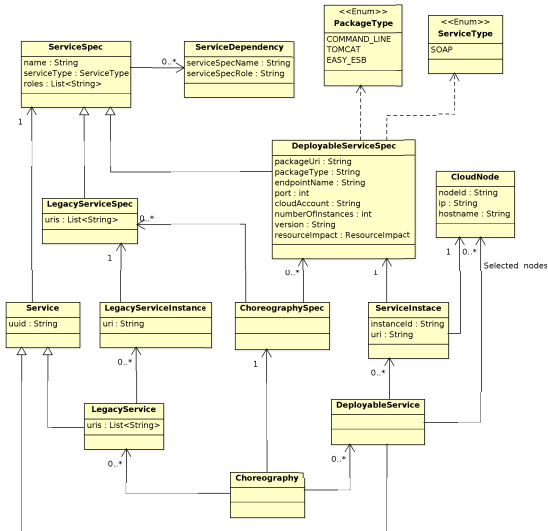 <<Enum>>
PackageType
COMMAND_LINE
TOMCAT
EASY_ESB
<<Enum>>
ServiceType
SOAP
ServiceSpec
name : String
serviceType : ServiceType
roles : List<String>
0..*
ServiceDependency
serviceSpecName : String
serviceSpecRole : String
1
DeployableServiceSpec
packageUri : String
packageType : String
endpointName : String
port : int
cloudAccount : String
numberOfInstances : int
version : String
resourceImpact : ResourceImpact
CloudNode
nodeId : String
ip : String
hostname : String
LegacyServiceSpec
uris : List<String>
0..*
1
0..*
1
1
0..*
Selected nodes
Service
uuid : String
LegacyServiceInstance
uri : String
ChoreographySpec
ServiceInstace
instanceId : String
uri : String
0..*
1
0..*
LegacyService
uris : List<String>
DeployableService
0..*
0..*
Choreography